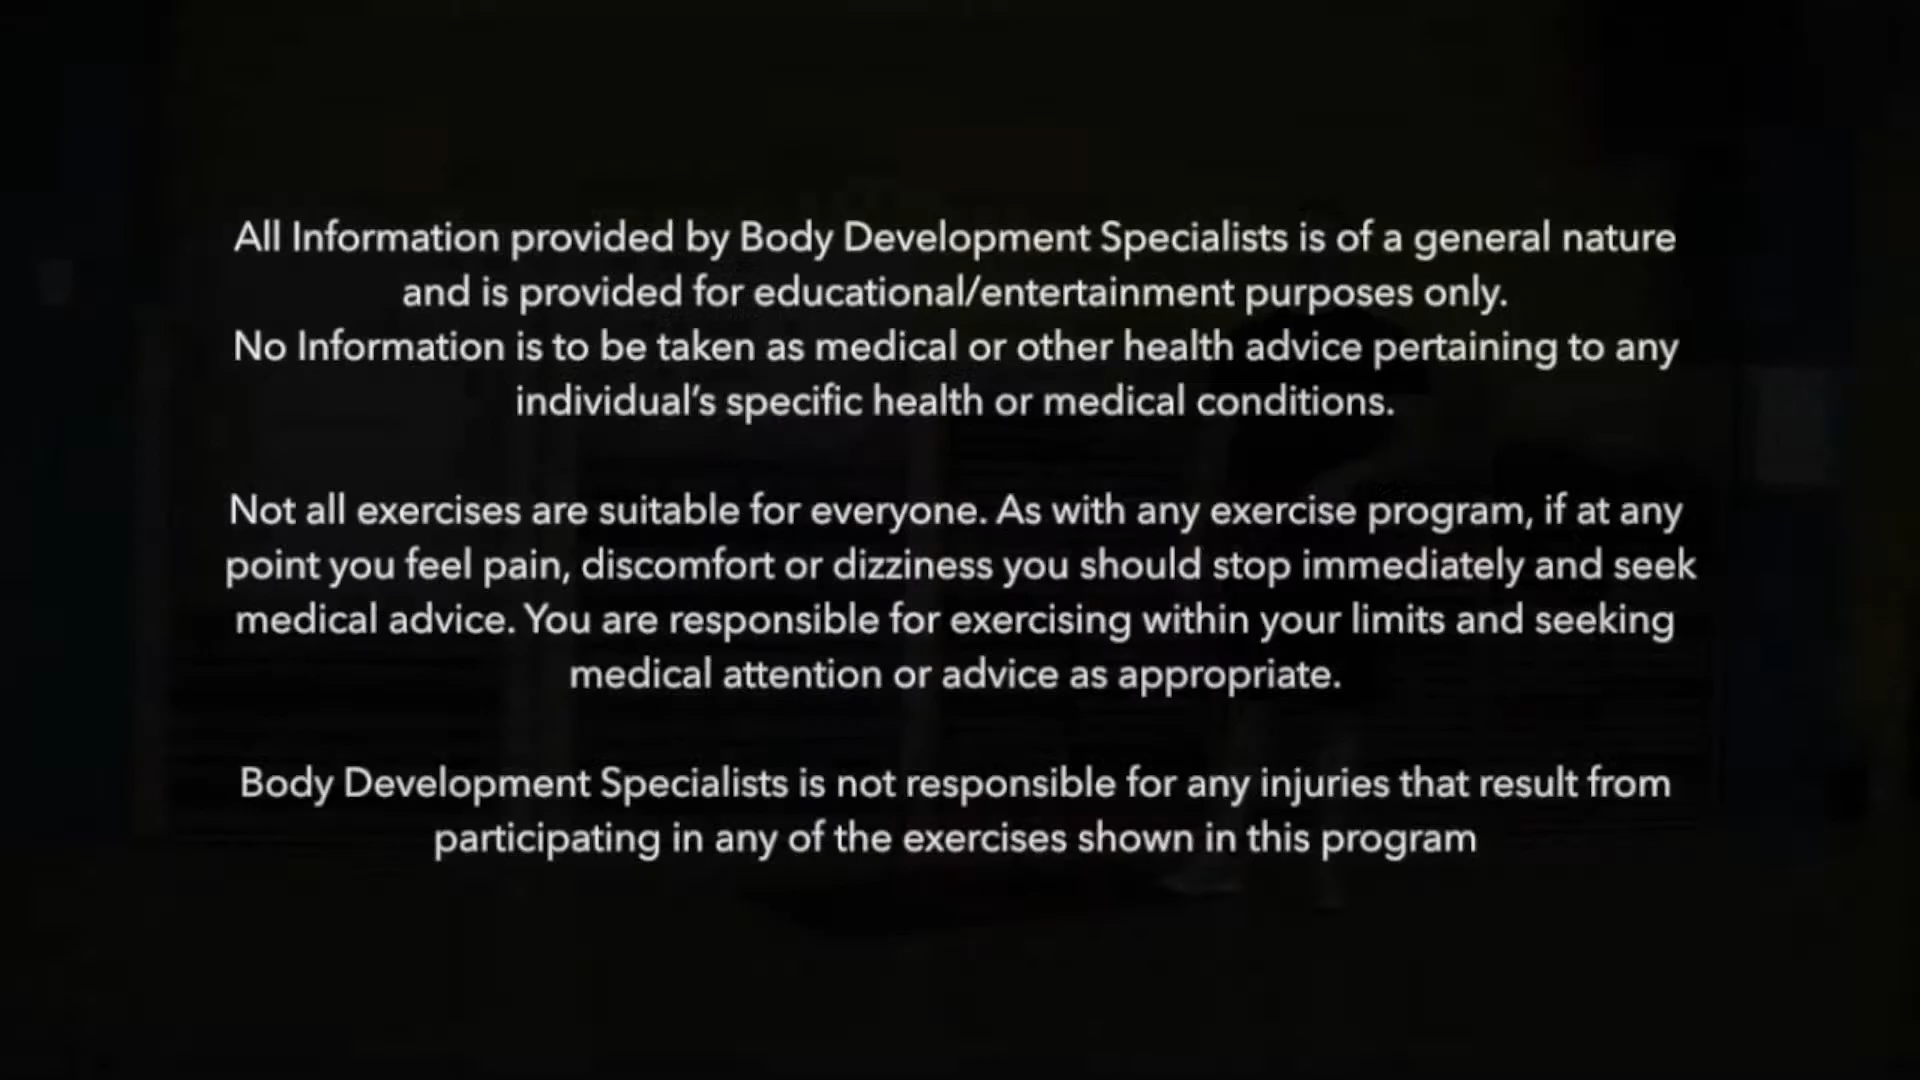 All Information provided by Body Development Specialists is of a general nature
and is provided for educational/entertainment purposes only.
No Information is to be taken as medical or other health advice pertaining to any
individual’s specific health or medical conditions.
Not all exercises are suitable for everyone. As with any exercise program, if at any
point you feel pain, discomfort or dizziness you should stop immediately and seek
medical advice. You are responsible for exercising within your limits and seeking
medical attention or advice as appropriate.
Body Development Specialists is not responsible for any injuries that result from
participating in any of the exercises shown in this program